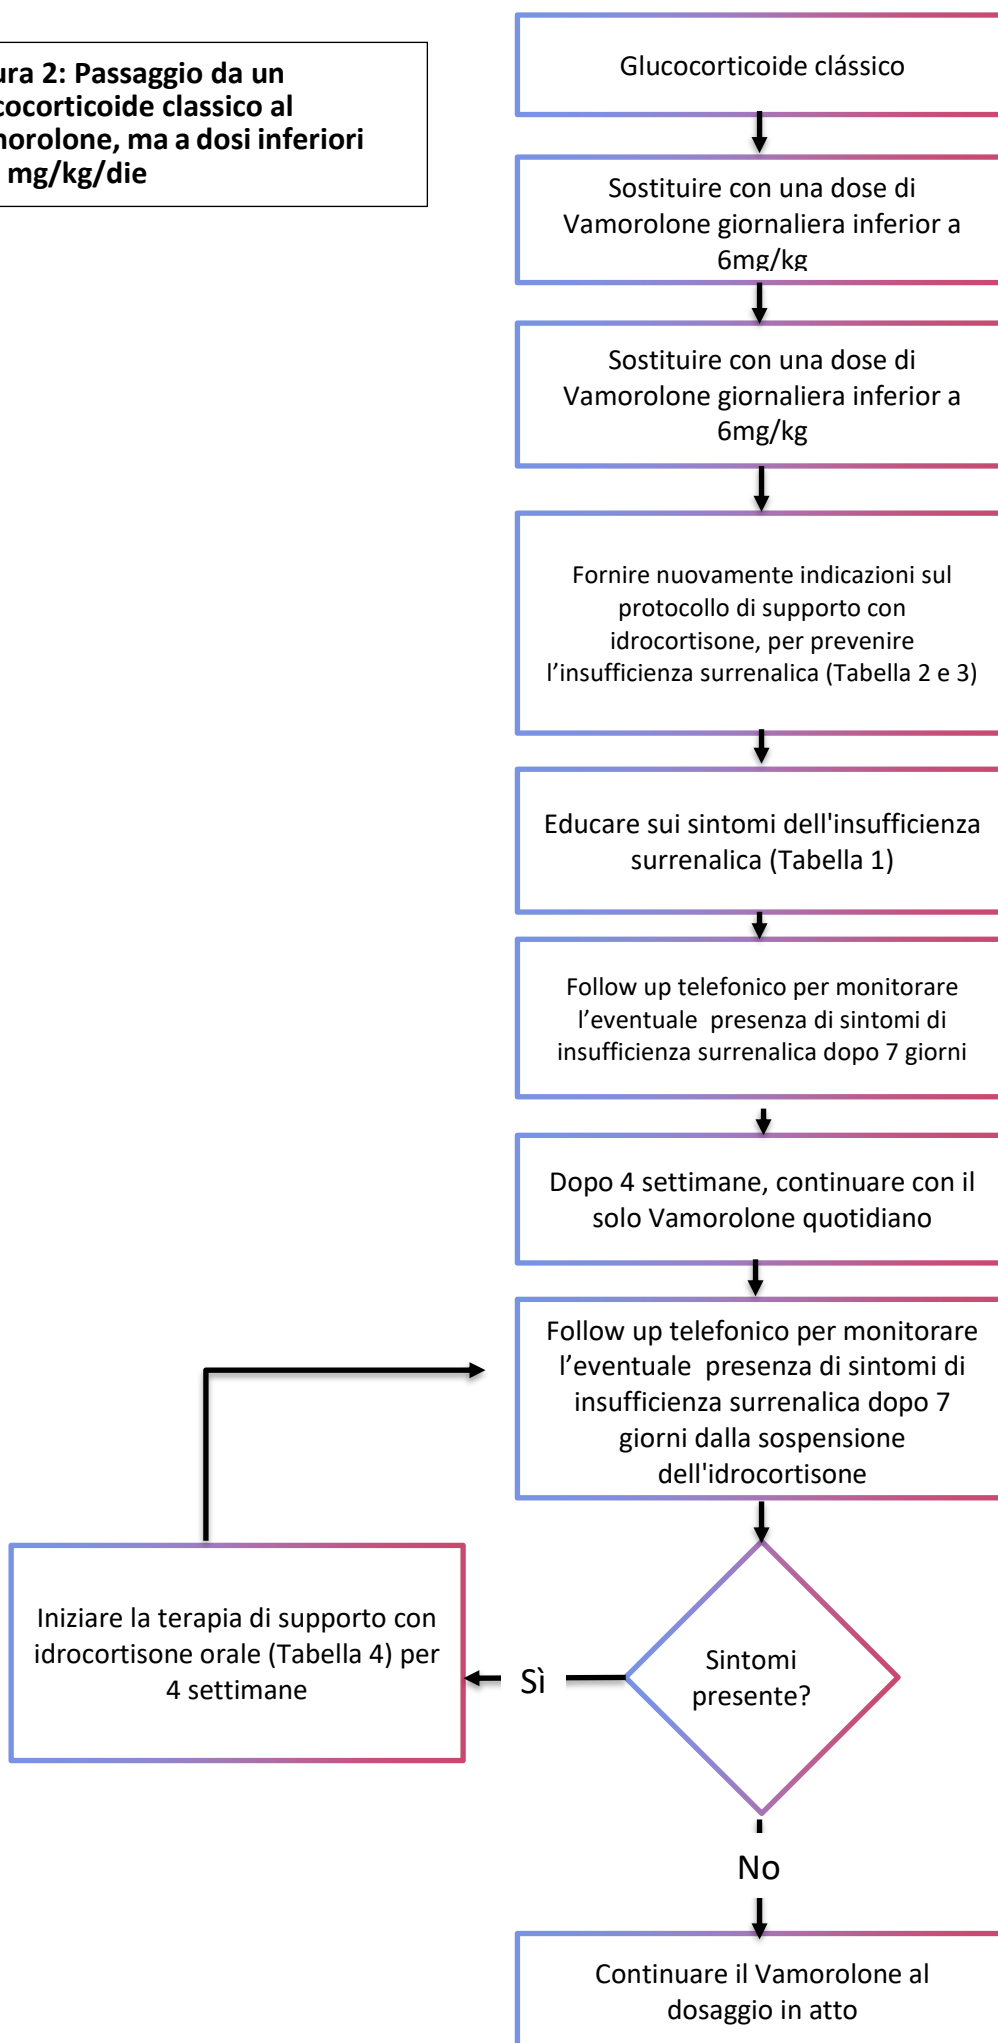 ura 2: Passaggio da un
cocorticoide classico al
norolone, ma a dosi inferiori
mg/kg/die
Glucocorticoide clássico
Sostituire con una dose di
Vamorolone giornaliera inferior a
6mg/kg
Sostituire con una dose di
Vamorolone giornaliera inferior a
6mg/kg
Fornire nuovamente indicazioni sul
protocollo di supporto con
idrocortisone, per prevenire
l’insufficienza surrenalica (Tabella 2 e 3)
Educare sui sintomi dell'insufficienza
surrenalica (Tabella 1)
Follow up telefonico per monitorare
l’eventuale presenza di sintomi di
insufficienza surrenalica dopo 7 giorni
Dopo 4 settimane, continuare con il
solo Vamorolone quotidiano
Follow up telefonico per monitorare
l’eventuale presenza di sintomi di
insufficienza surrenalica dopo 7
giorni dalla sospensione
dell'idrocortisone
Iniziare la terapia di supporto con
idrocortisone orale (Tabella 4) per
4 settimane
Sì
Sintomi
presente?
No
Continuare il Vamorolone al
dosaggio in atto